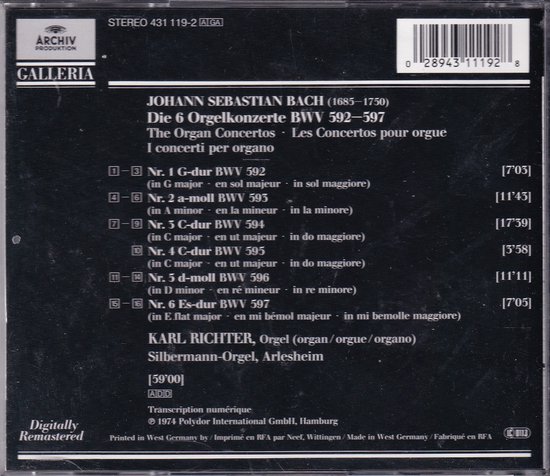 ARCHIV
PRODUKTION
GALLERIA
STEREO 431 119-2 A GA
0 28943 11192 8
JOHANN SEBASTIAN BACH (1685–1750)
Die 6 Orgelkonzerte BWV 592–597
The Organ Concertos · Les Concertos pour orgue
I concerti per organo
1 – 3 Nr. 1 G-dur BWV 592 [7'03]
(in G major · en sol majeur · in sol maggiore)
4 – 6 Nr. 2 a-moll BWV 593 [11'43]
(in A minor · en la mineur · in la minore)
7 – 9 Nr. 3 C-dur BWV 594 [17'39]
(in C major · en ut majeur · in do maggiore)
10 Nr. 4 C-dur BWV 595 [3'58]
(in C major · en ut majeur · in do maggiore)
11 – 14 Nr. 5 d-moll BWV 596 [11'11]
(in D minor · en ré mineur · in re minore)
15 – 16 Nr. 6 Es-dur BWV 597 [7'05]
(in E flat major · en mi bémol majeur · in mi bemolle maggiore)
KARL RICHTER, Orgel (organ/orgue/organo)
Silbermann-Orgel, Arlesheim
[59'00]
ADD
Transcription numérique
℗ 1974 Polydor International GmbH, Hamburg
Digitally
Remastered
Printed in West Germany by / Imprimé en RFA par Neef, Wittingen / Made in West Germany / Fabriqué en RFA